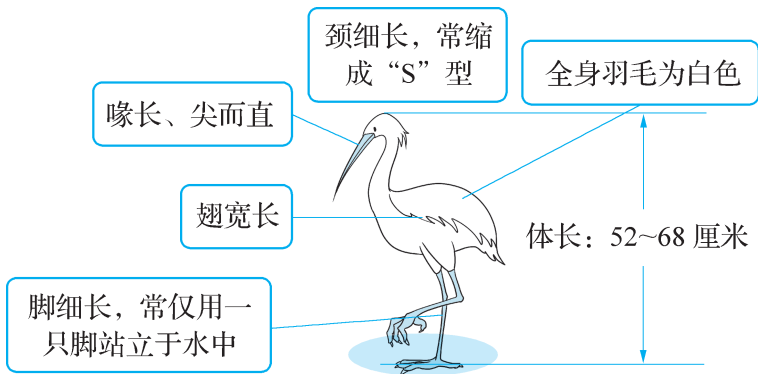 颈细长，常缩
成“S”型
全身羽毛为白色
喙长、尖而直
翅宽长
体长：52~68 厘米
脚细长，常仅用一
只脚站立于水中